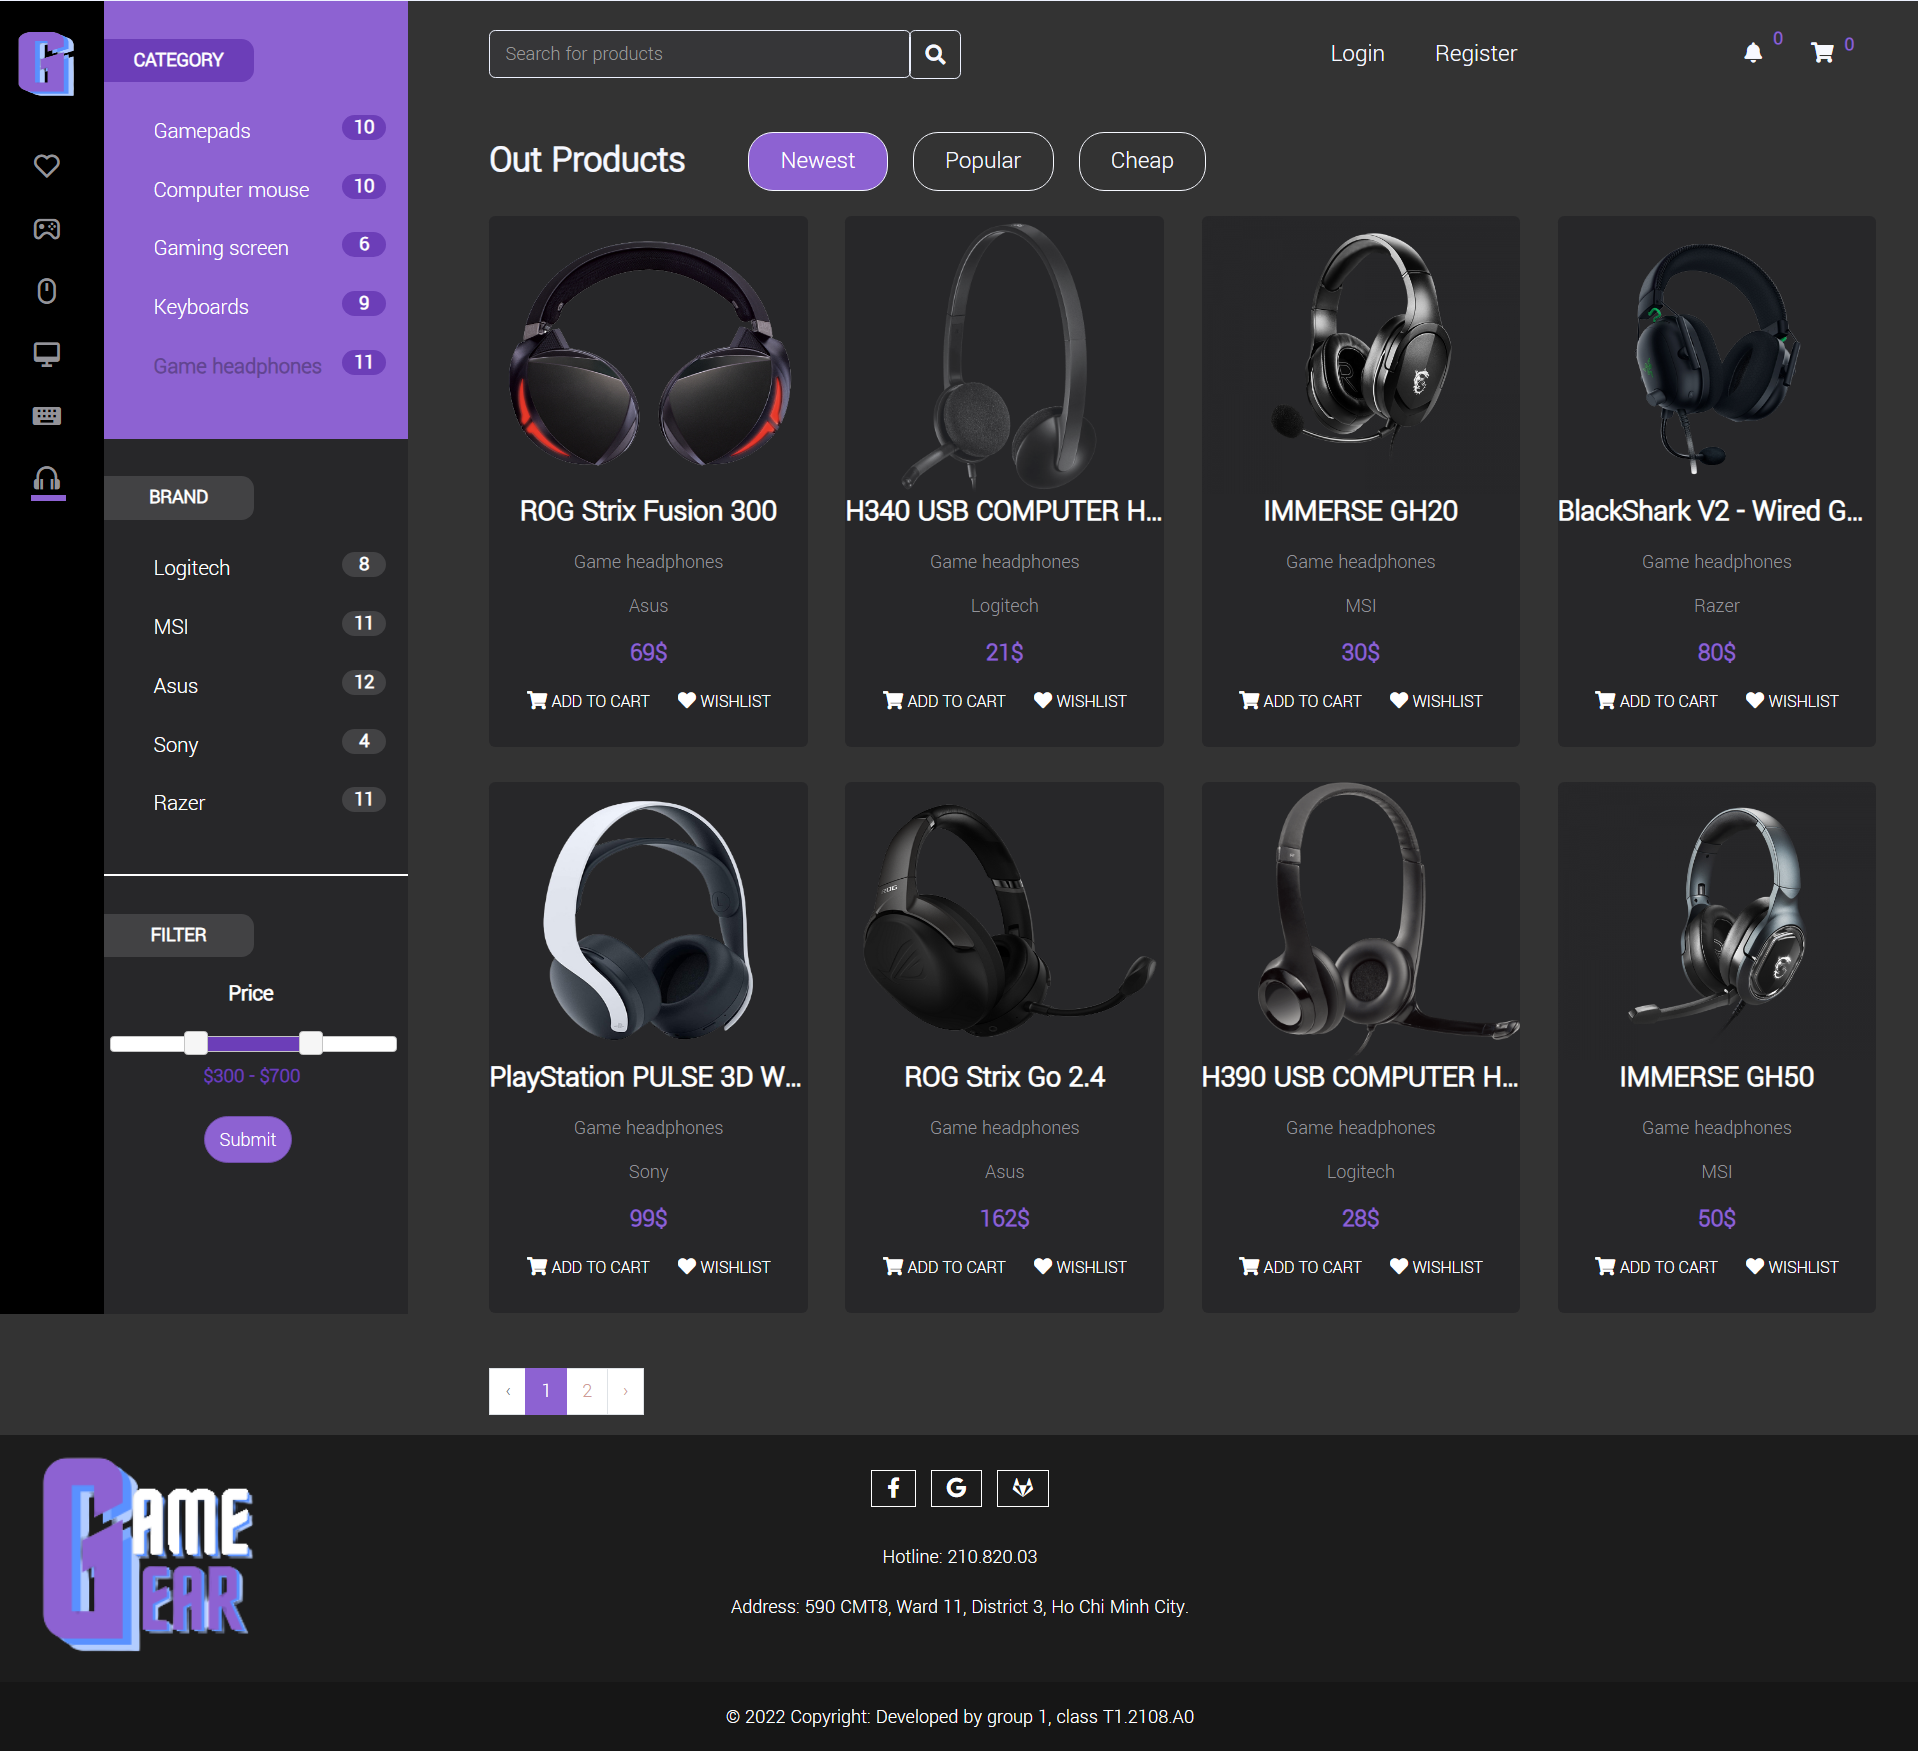 CATEGORY
Gamepads 10
Computer mouse 10
Gaming screen 6
Keyboards 9
Game headphones 11
BRAND
Logitech 8
MSI 11
Asus 12
Sony 4
Razer 11
FILTER
Price
$300 - $700
Submit
Search for products
Login Register 0 0
Out Products Newest Popular Cheap
ROG Strix Fusion 300
Game headphones
Asus
69$
ADD TO CART WISHLIST
H340 USB COMPUTER H...
Game headphones
Logitech
21$
ADD TO CART WISHLIST
IMMERSE GH20
Game headphones
MSI
30$
ADD TO CART WISHLIST
BlackShark V2 - Wired G...
Game headphones
Razer
80$
ADD TO CART WISHLIST
PlayStation PULSE 3D W...
Game headphones
Sony
99$
ADD TO CART WISHLIST
ROG
ROG Strix Go 2.4
Game headphones
Asus
162$
ADD TO CART WISHLIST
H390 USB COMPUTER H...
Game headphones
Logitech
28$
ADD TO CART WISHLIST
IMMERSE GH50
Game headphones
MSI
50$
ADD TO CART WISHLIST
‹ 1 2 ›
GAME
GEAR
Hotline: 210.820.03
Address: 590 CMT8, Ward 11, District 3, Ho Chi Minh City.
© 2022 Copyright: Developed by group 1, class T1.2108.A0